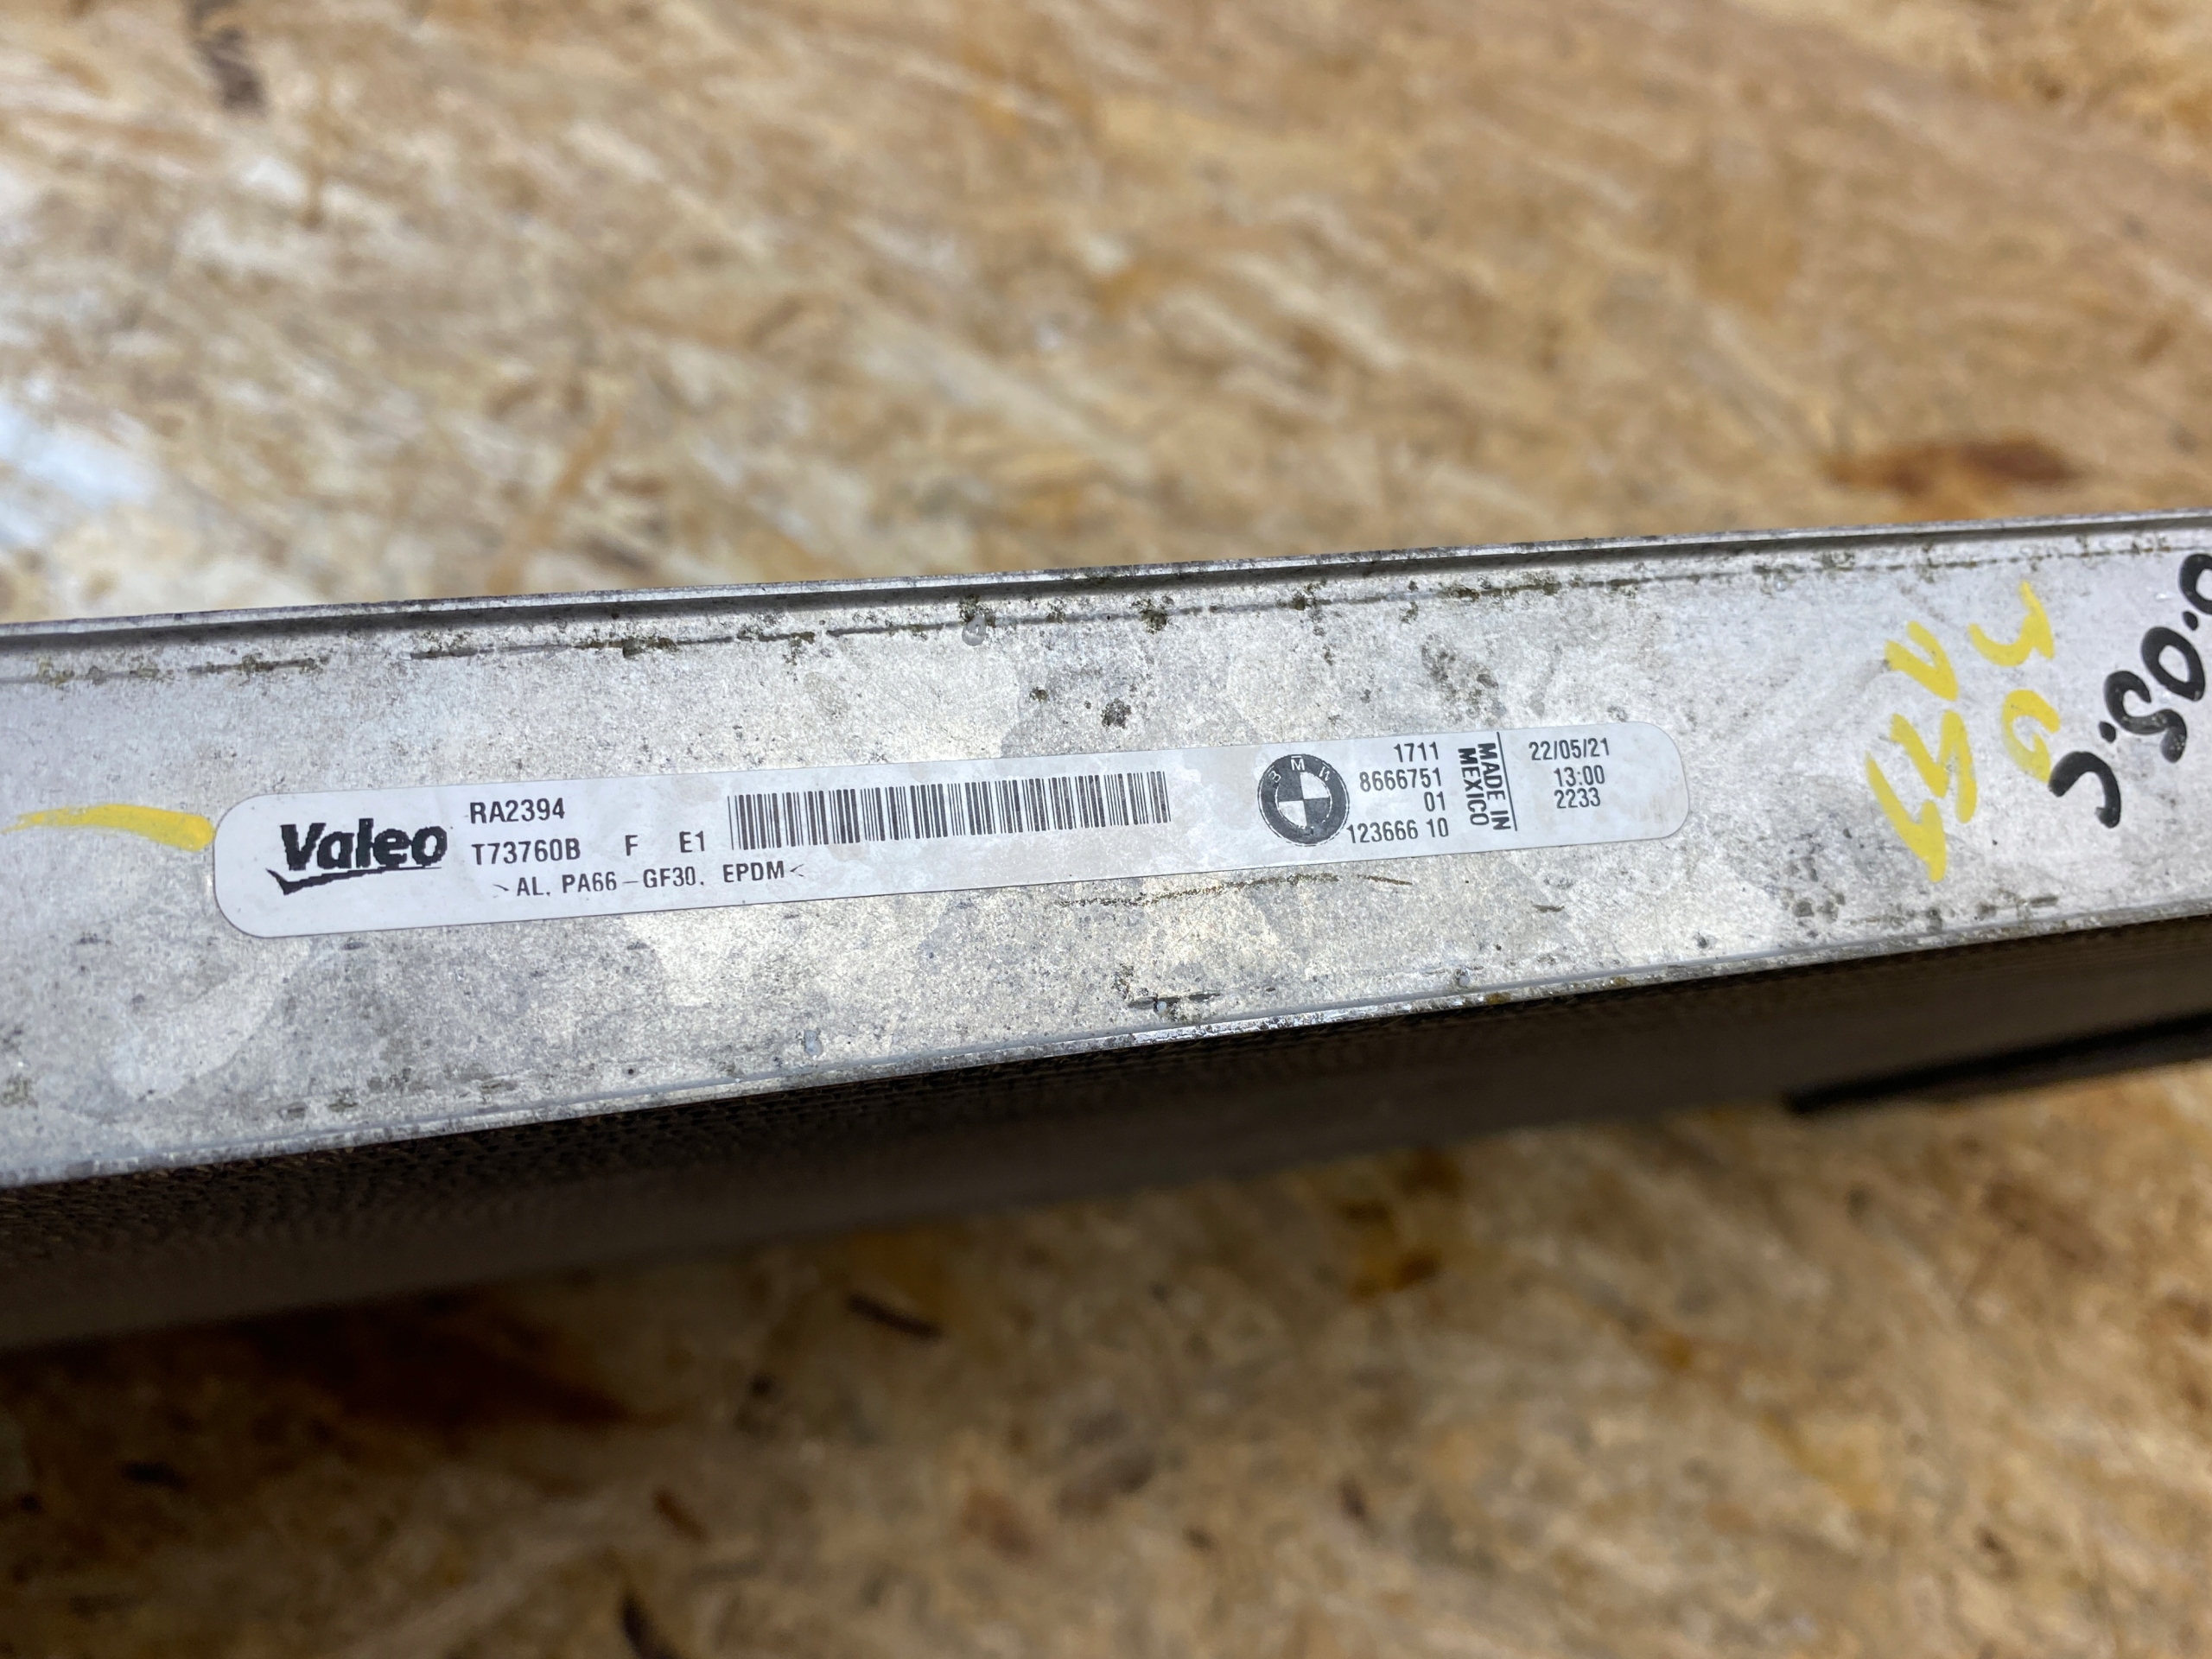 Valeo
RA2394
T73760B F E1
>AL, PA66-GF30, EPDM<
BMW
1711
8666751
01
123666 10
MADE IN
MEXICO
22/05/21
13:00
2233